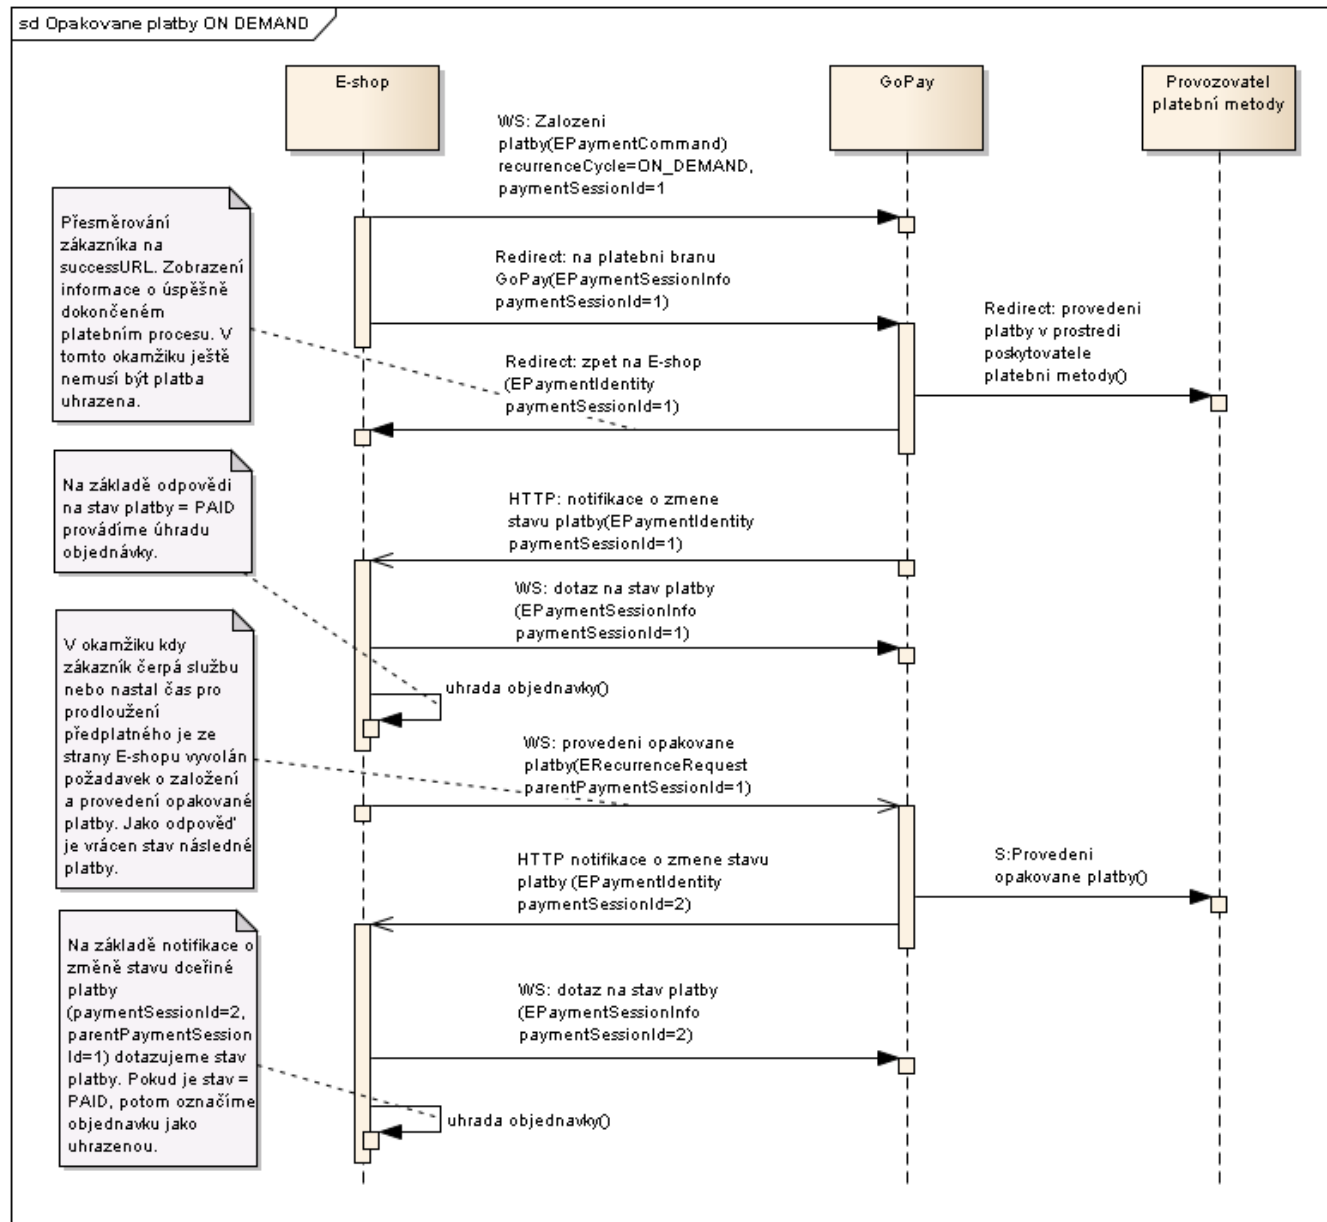 sd Opakovane platby ON DEMAND
E-shop
GoPay
Provozovatel
platební metody
WS: Zalozeni
platby(EPaymentCommand)
recurrenceCycle=ON_DEMAND,
paymentSessionId=1
Přesměrování
zákazníka na
successURL. Zobrazení
informace o úspěšně
dokončeném
platebním procesu. V
tomto okamžiku ještě
nemusí být platba
uhrazena.
Redirect: na platebni branu
GoPay(EPaymentSessionInfo
paymentSessionId=1)
Redirect: provedeni
platby v prostredi
poskytovatele
platebni metody()
Redirect: zpet na E-shop
(EPaymentIdentity
paymentSessionId=1)
Na základě odpovědi
na stav platby = PAID
provádíme úhradu
objednávky.
HTTP: notifikace o zmene
stavu platby(EPaymentIdentity
paymentSessionId=1)
WS: dotaz na stav platby
(EPaymentSessionInfo
paymentSessionId=1)
uhrada objednavky()
V okamžiku kdy
zákazník čerpá službu
nebo nastal čas pro
prodloužení
předplatného je ze
strany E-shopu vyvolán
požadavek o založení
a provedení opakované
platby. Jako odpověď
je vrácen stav následné
platby.
WS: provedeni opakovane
platby(ERecurrenceRequest
parentPaymentSessionId=1)
HTTP notifikace o zmene stavu
platby (EPaymentIdentity
paymentSessionId=2)
S:Provedeni
opakovane platby()
Na základě notifikace o
změně stavu dceřiné
platby
(paymentSessionId=2,
parentPaymentSession
Id=1) dotazujeme stav
platby. Pokud je stav =
PAID, potom označíme
objednavku jako
uhrazenou.
WS: dotaz na stav platby
(EPaymentSessionInfo
paymentSessionId=2)
uhrada objednavky()